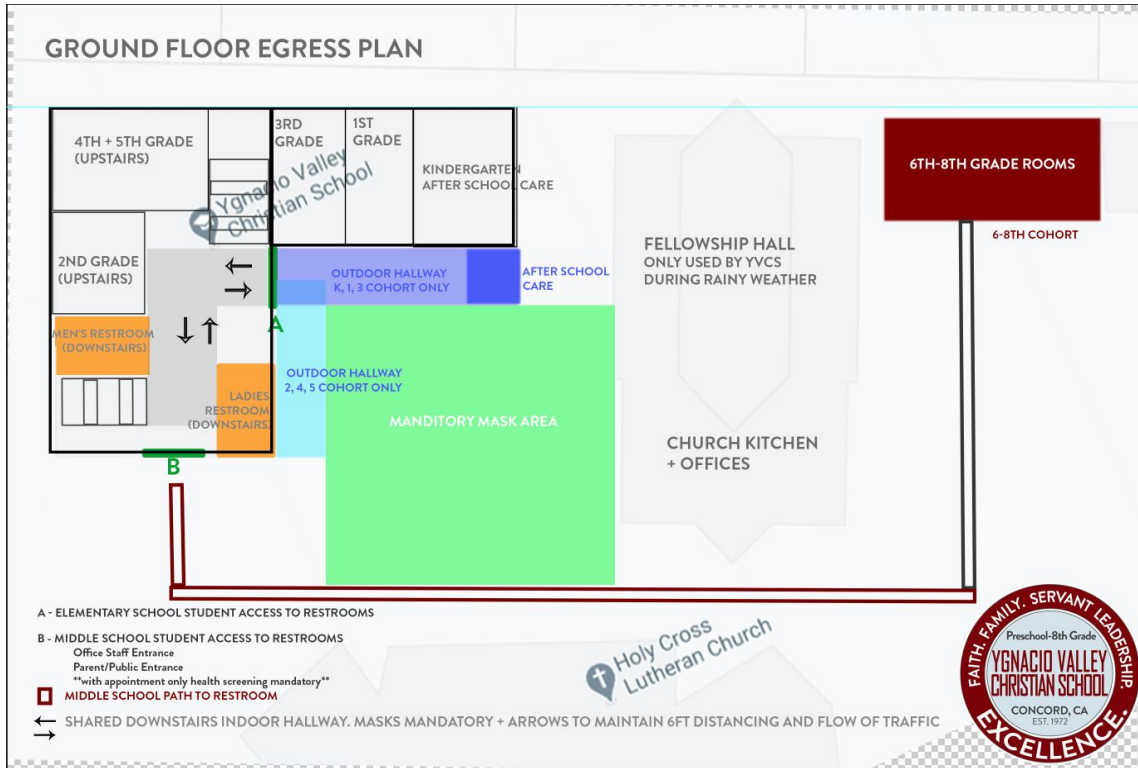 GROUND FLOOR EGRESS PLAN
4TH + 5TH GRADE
(UPSTAIRS)
3RD
GRADE
1ST
GRADE
KINDERGARTEN
AFTER SCHOOL CARE
Ygnacio Valley
Christian School
6TH-8TH GRADE ROOMS
6-8TH COHORT
2ND GRADE
(UPSTAIRS)
OUTDOOR HALLWAY
K, 1, 3 COHORT ONLY
AFTER SCHOOL
CARE
FELLOWSHIP HALL
ONLY USED BY YVCS
DURING RAINY WEATHER
A
MEN'S RESTROOM
(DOWNSTAIRS)
OUTDOOR HALLWAY
2, 4, 5 COHORT ONLY
LADIES
RESTROOM
(DOWNSTAIRS)
MANDITORY MASK AREA
CHURCH KITCHEN
+ OFFICES
B
A - ELEMENTARY SCHOOL STUDENT ACCESS TO RESTROOMS
B - MIDDLE SCHOOL STUDENT ACCESS TO RESTROOMS
Office Staff Entrance
Parent/Public Entrance
**with appointment only health screening mandatory**
MIDDLE SCHOOL PATH TO RESTROOM
SHARED DOWNSTAIRS INDOOR HALLWAY. MASKS MANDATORY + ARROWS TO MAINTAIN 6FT DISTANCING AND FLOW OF TRAFFIC
Holy Cross
Lutheran Church
FAITH. FAMILY. SERVANT LEADERSHIP.
Preschool-8th Grade
YGNACIO VALLEY
CHRISTIAN SCHOOL
CONCORD, CA
EST. 1972
EXCELLENCE.